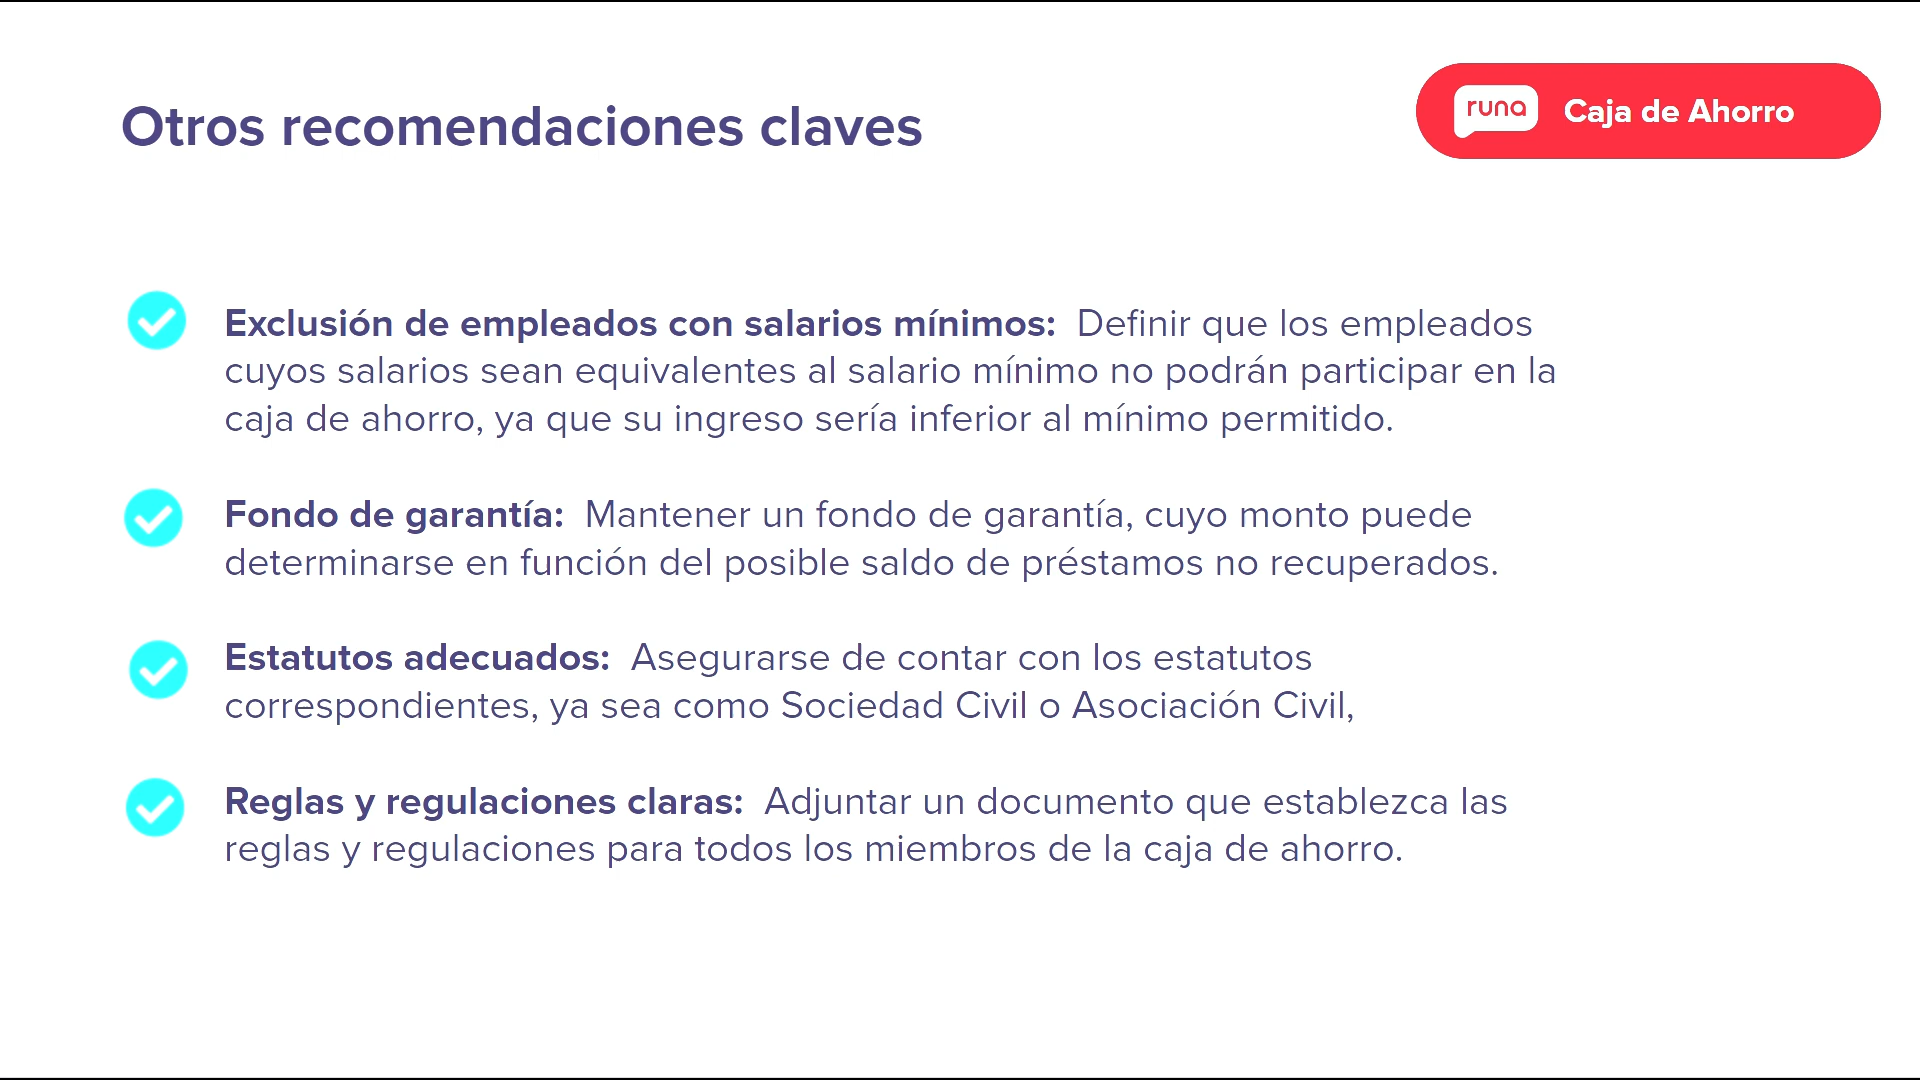 Otros recomendaciones claves
runa Caja de Ahorro
Exclusión de empleados con salarios mínimos: Definir que los empleados
cuyos salarios sean equivalentes al salario mínimo no podrán participar en la
caja de ahorro, ya que su ingreso sería inferior al mínimo permitido.
Fondo de garantía: Mantener un fondo de garantía, cuyo monto puede
determinarse en función del posible saldo de préstamos no recuperados.
Estatutos adecuados: Asegurarse de contar con los estatutos
correspondientes, ya sea como Sociedad Civil o Asociación Civil,
Reglas y regulaciones claras: Adjuntar un documento que establezca las
reglas y regulaciones para todos los miembros de la caja de ahorro.